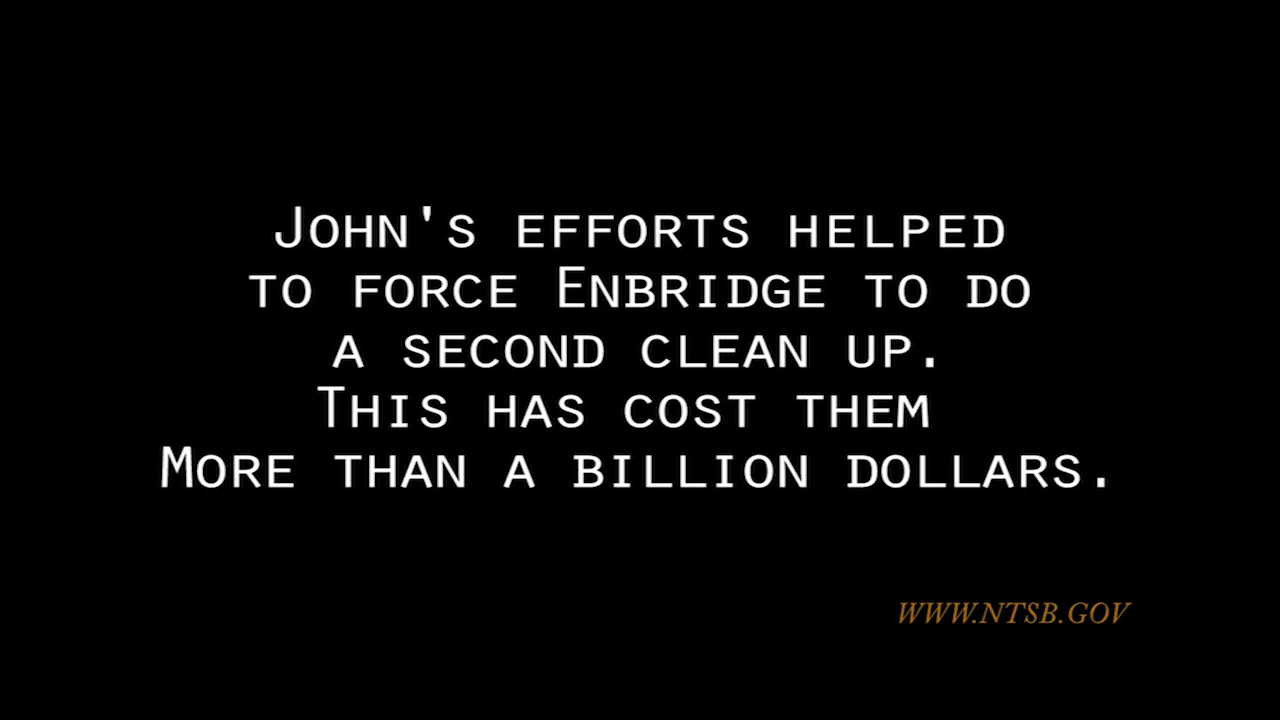 John's efforts helped
to force Enbridge to do
a second clean up.
This has cost them
More than a billion dollars.
WWW.NTSB.GOV